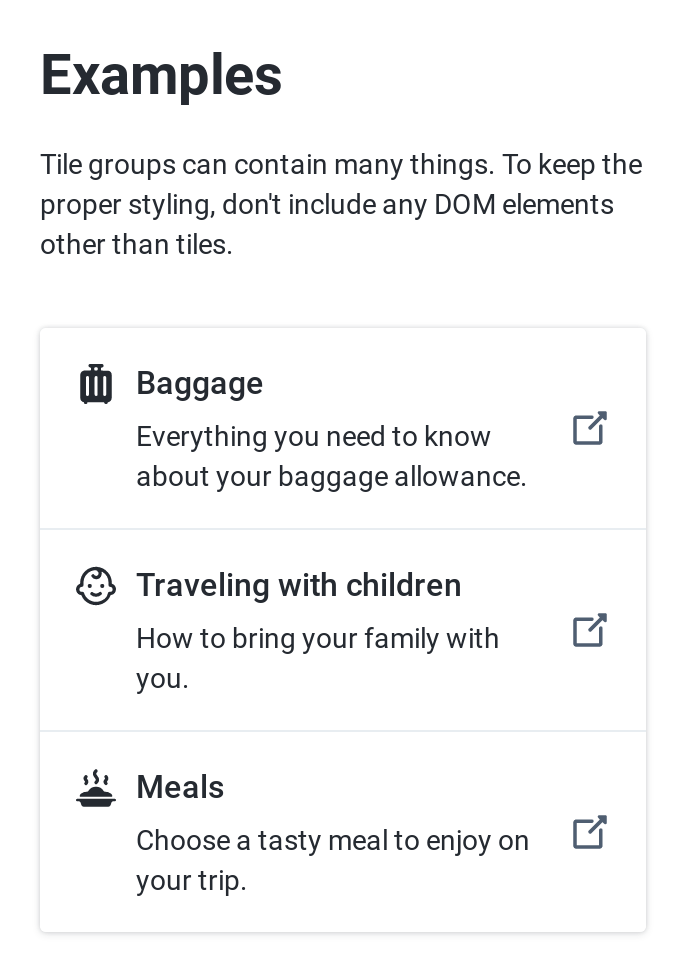 Examples
Tile groups can contain many things. To keep the
proper styling, don't include any DOM elements
other than tiles.
Baggage
Everything you need to know
about your baggage allowance.
Traveling with children
How to bring your family with
you.
Meals
Choose a tasty meal to enjoy on
your trip.